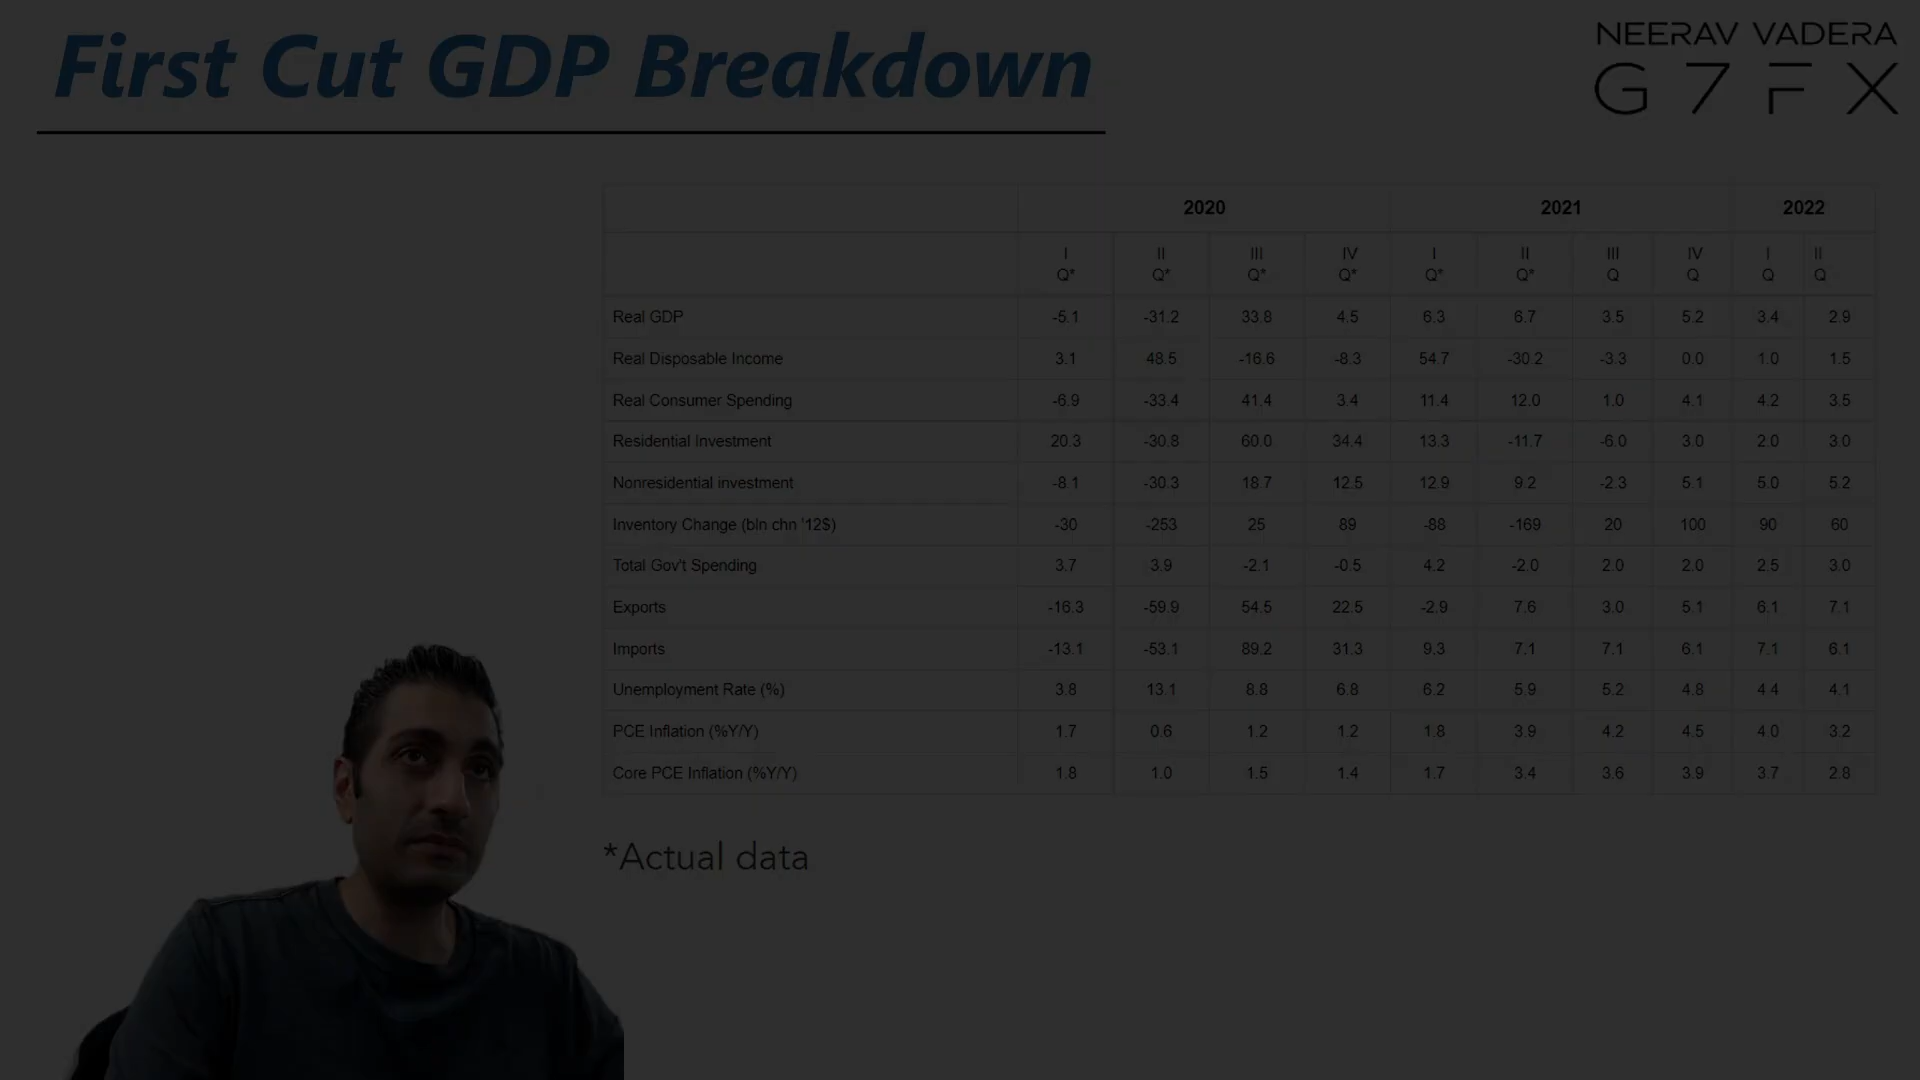 First Cut GDP Breakdown
NEERAV VADERA
G7FX
2020 2021 2022
I II III IV I II III IV I II
Q* Q* Q* Q* Q* Q* Q Q Q Q
Real GDP -5.1 -31.2 33.8 4.5 6.3 6.7 3.5 5.2 3.4 2.9
Real Disposable Income 3.1 48.5 -16.6 -8.3 54.7 -30.2 -3.3 0.0 1.0 1.5
Real Consumer Spending -6.9 -33.4 41.4 3.4 11.4 12.0 1.0 4.1 4.2 3.5
Residential Investment 20.3 -30.8 60.0 34.4 13.3 -11.7 -6.0 3.0 2.0 3.0
Nonresidential investment -8.1 -30.3 18.7 12.5 12.9 9.2 -2.3 5.1 5.0 5.2
Inventory Change (bln chn '12$) -30 -253 25 89 -88 -169 20 100 90 60
Total Gov't Spending 3.7 3.9 -2.1 -0.5 4.2 -2.0 2.0 2.0 2.5 3.0
Exports -16.3 -59.9 54.5 22.5 -2.9 7.6 3.0 5.1 6.1 7.1
Imports -13.1 -53.1 89.2 31.3 9.3 7.1 7.1 6.1 7.1 6.1
Unemployment Rate (%) 3.8 13.1 8.8 6.8 6.2 5.9 5.2 4.8 4.4 4.1
PCE Inflation (%Y/Y) 1.7 0.6 1.2 1.2 1.8 3.9 4.2 4.5 4.0 3.2
Core PCE Inflation (%Y/Y) 1.8 1.0 1.5 1.4 1.7 3.4 3.6 3.9 3.7 2.8
*Actual data